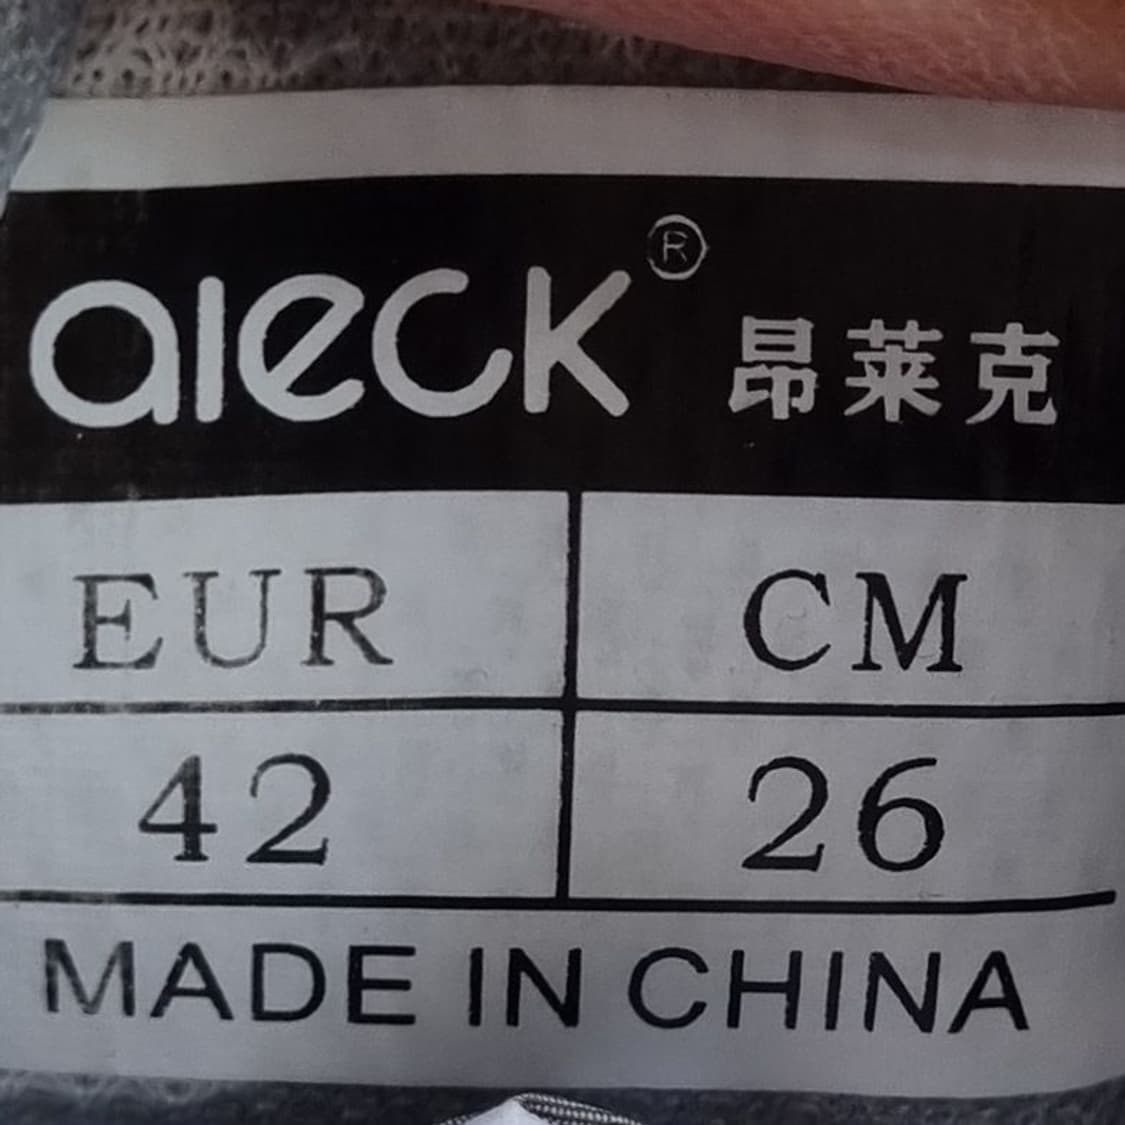 aleck® 昂莱克
EUR CM
42 26
MADE IN CHINA